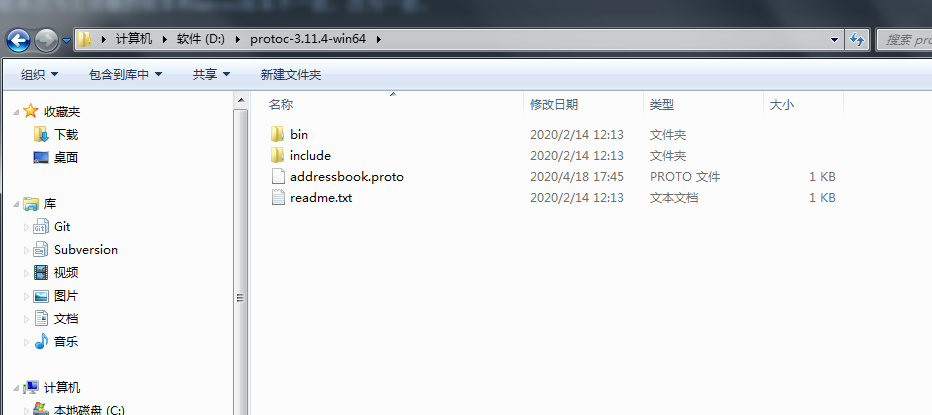 计算机 软件 (D:) protoc-3.11.4-win64
搜索 pro
组织 包含到库中 共享 新建文件夹
收藏夹
下载
桌面
库
Git
Subversion
视频
图片
文档
音乐
计算机
本地磁盘 (C:)
名称 修改日期 类型 大小
bin 2020/2/14 12:13 文件夹
include 2020/2/14 12:13 文件夹
addressbook.proto 2020/4/18 17:45 PROTO 文件 1 KB
readme.txt 2020/2/14 12:13 文本文档 1 KB